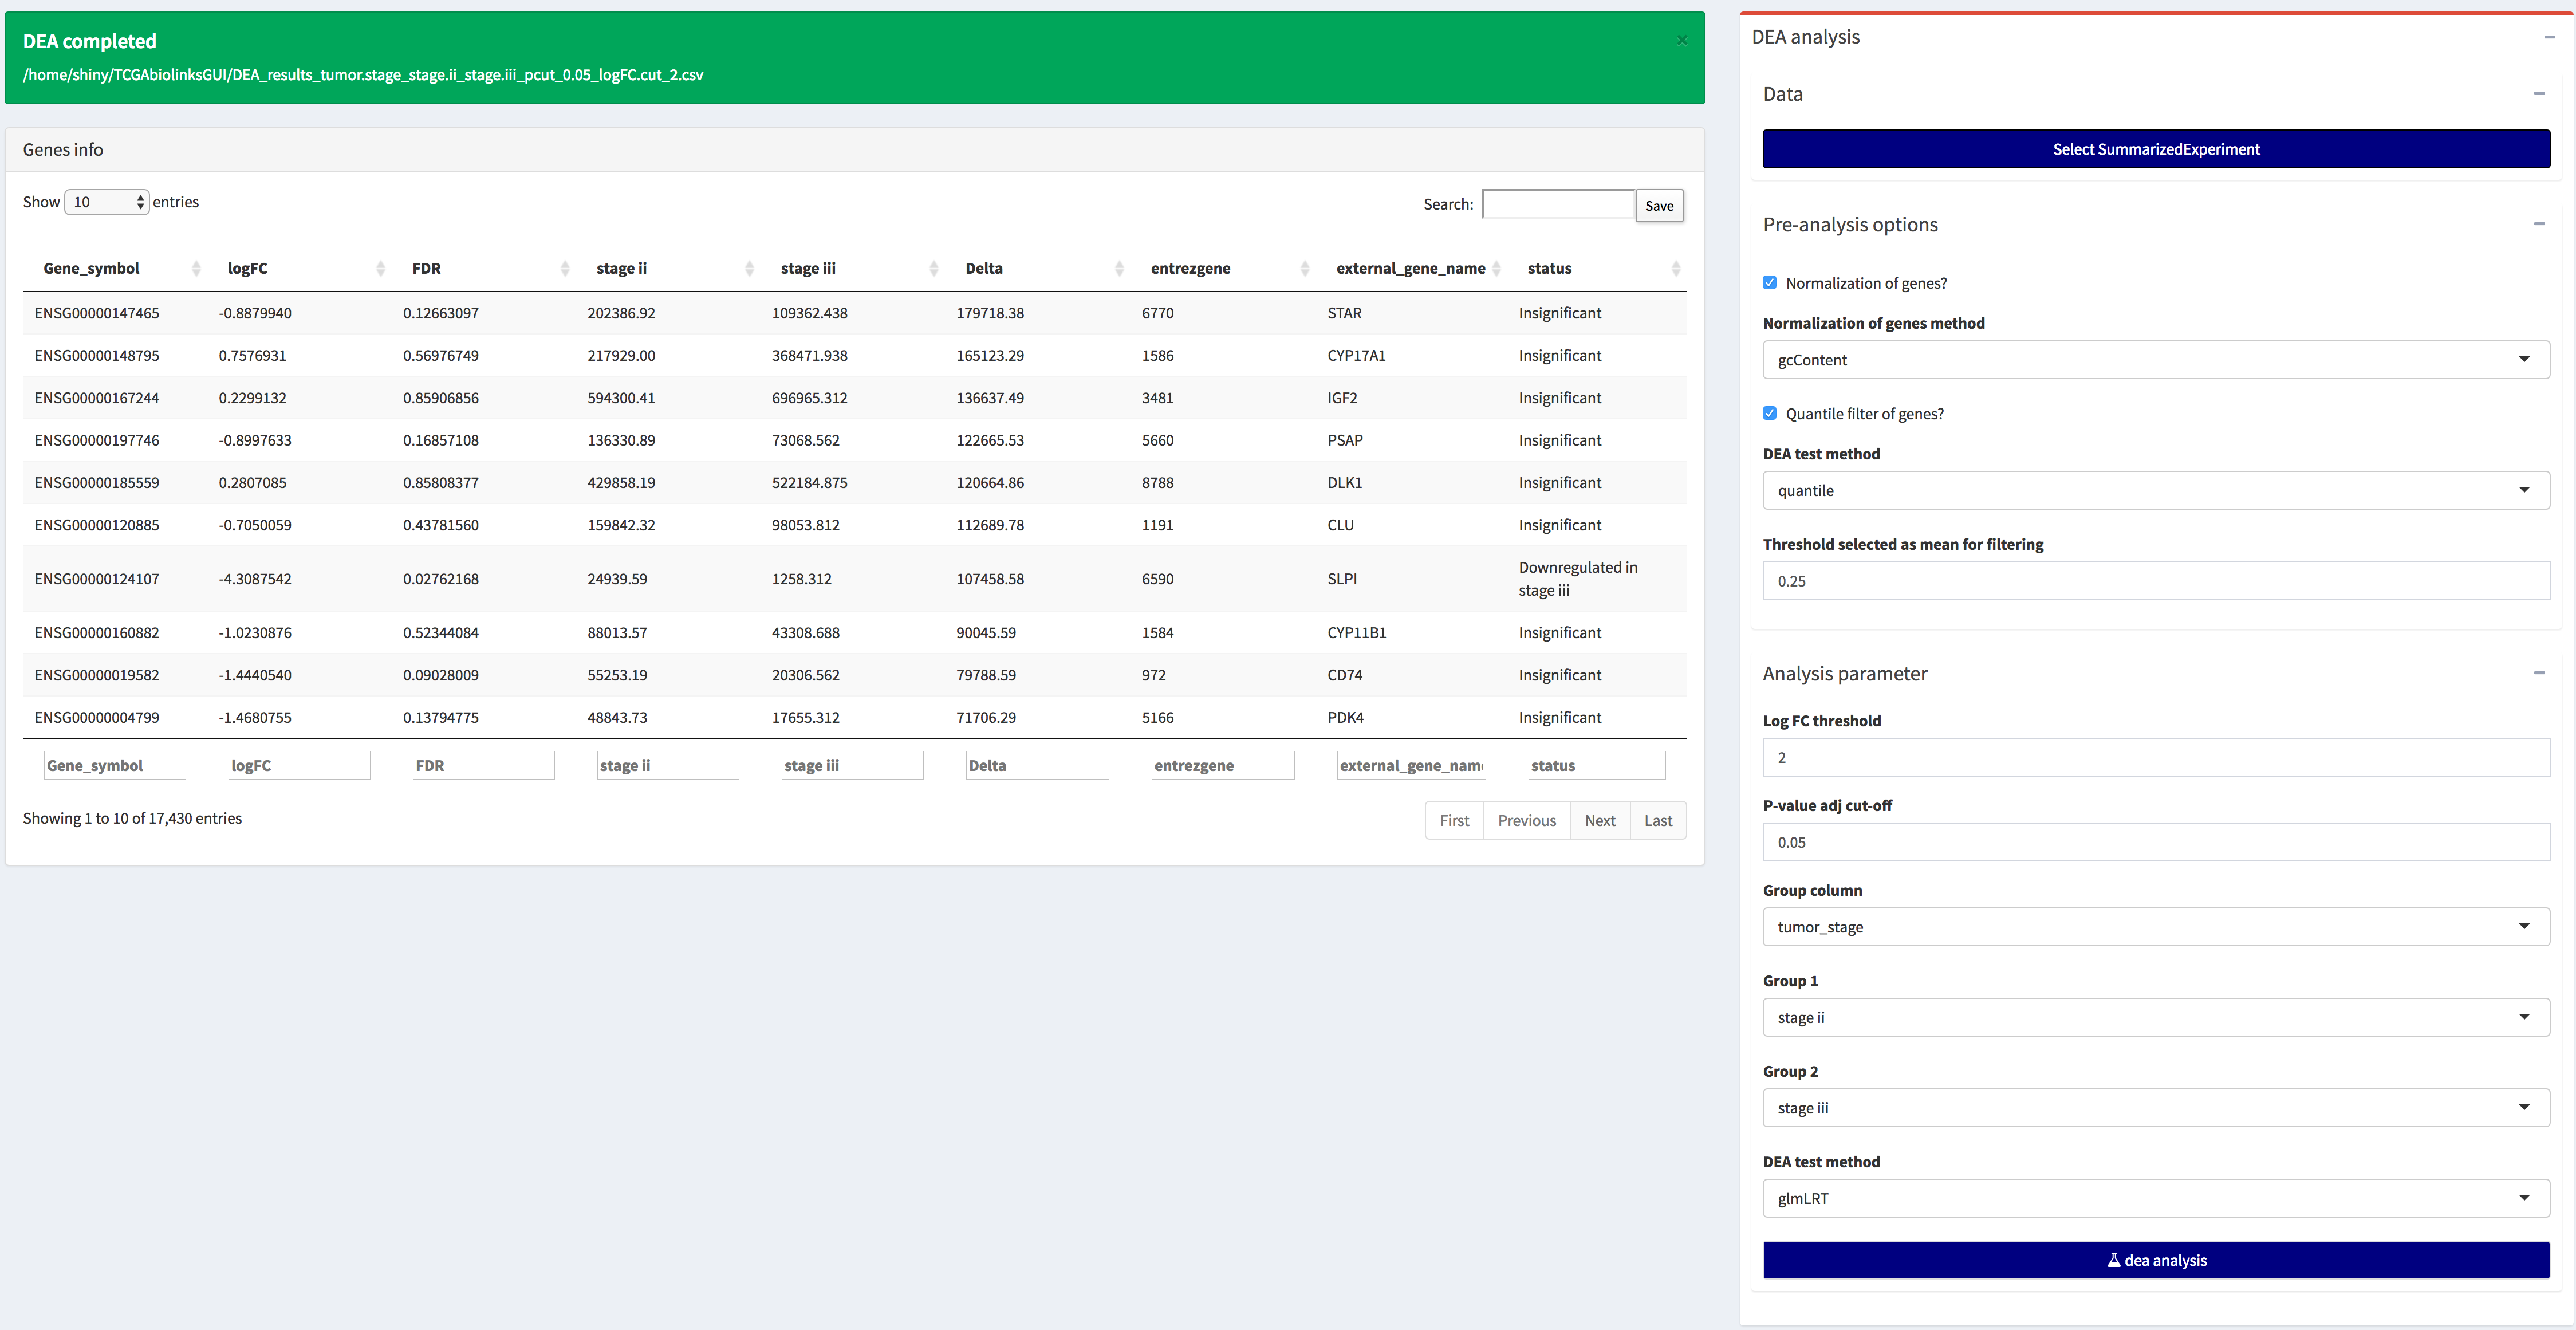 DEA completed
×
/home/shiny/TCGAbiolinksGUI/DEA_results_tumor.stage_stage.ii_stage.iii_pcut_0.05_logFC.cut_2.csv
Genes info
Show 10 entries
Search: Save
Gene_symbol logFC FDR stage ii stage iii Delta entrezgene external_gene_name status
ENSG00000147465 -0.8879940 0.12663097 202386.92 109362.438 179718.38 6770 STAR Insignificant
ENSG00000148795 0.7576931 0.56976749 217929.00 368471.938 165123.29 1586 CYP17A1 Insignificant
ENSG00000167244 0.2299132 0.85906856 594300.41 696965.312 136637.49 3481 IGF2 Insignificant
ENSG00000197746 -0.8997633 0.16857108 136330.89 73068.562 122665.53 5660 PSAP Insignificant
ENSG00000185559 0.2807085 0.85808377 429858.19 522184.875 120664.86 8788 DLK1 Insignificant
ENSG00000120885 -0.7050059 0.43781560 159842.32 98053.812 112689.78 1191 CLU Insignificant
ENSG00000124107 -4.3087542 0.02762168 24939.59 1258.312 107458.58 6590 SLPI Downregulated in
stage iii
ENSG00000160882 -1.0230876 0.52344084 88013.57 43308.688 90045.59 1584 CYP11B1 Insignificant
ENSG00000019582 -1.4440540 0.09028009 55253.19 20306.562 79788.59 972 CD74 Insignificant
ENSG00000004799 -1.4680755 0.13794775 48843.73 17655.312 71706.29 5166 PDK4 Insignificant
Gene_symbol logFC FDR stage ii stage iii Delta entrezgene external_gene_nam status
Showing 1 to 10 of 17,430 entries
First Previous Next Last
DEA analysis
Data
Select SummarizedExperiment
Pre-analysis options
Normalization of genes?
Normalization of genes method
gcContent
Quantile filter of genes?
DEA test method
quantile
Threshold selected as mean for filtering
0.25
Analysis parameter
Log FC threshold
2
P-value adj cut-off
0.05
Group column
tumor_stage
Group 1
stage ii
Group 2
stage iii
DEA test method
glmLRT
dea analysis